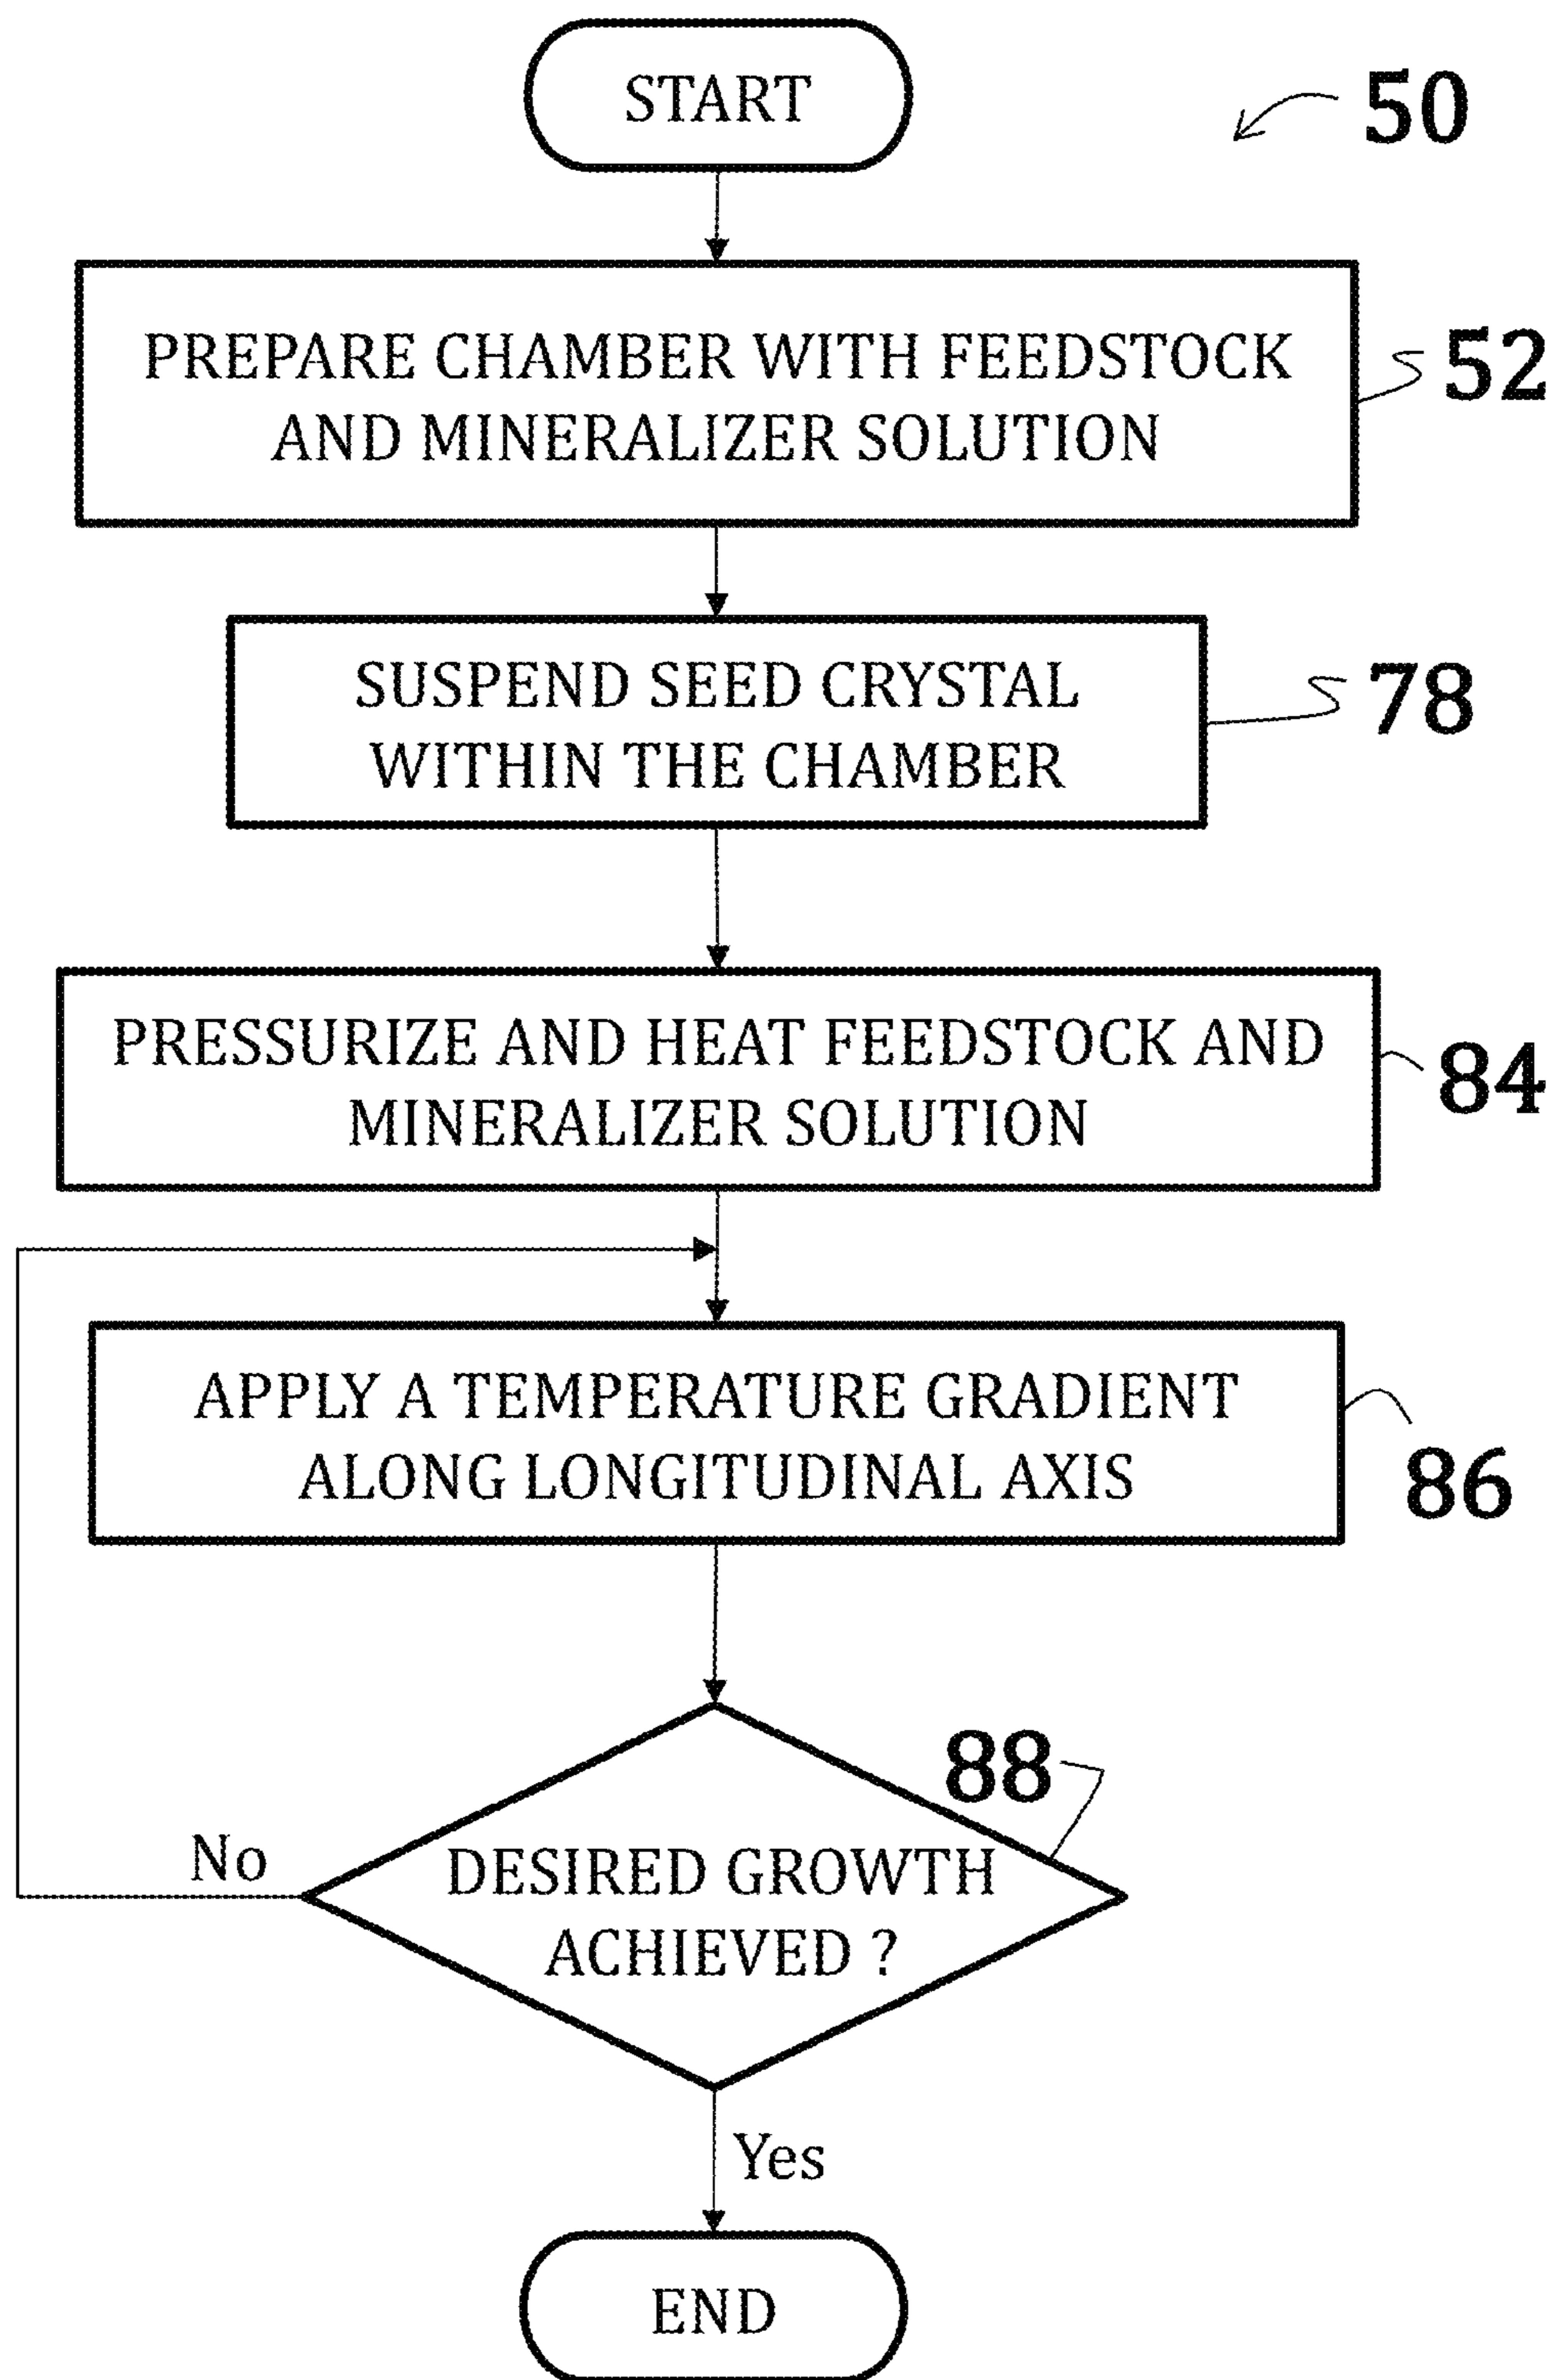 START
50
PREPARE CHAMBER WITH FEEDSTOCK
AND MINERALIZER SOLUTION
52
SUSPEND SEED CRYSTAL
WITHIN THE CHAMBER
78
PRESSURIZE AND HEAT FEEDSTOCK AND
MINERALIZER SOLUTION
84
APPLY A TEMPERATURE GRADIENT
ALONG LONGITUDINAL AXIS
86
88
No
DESIRED GROWTH
ACHIEVED ?
Yes
END